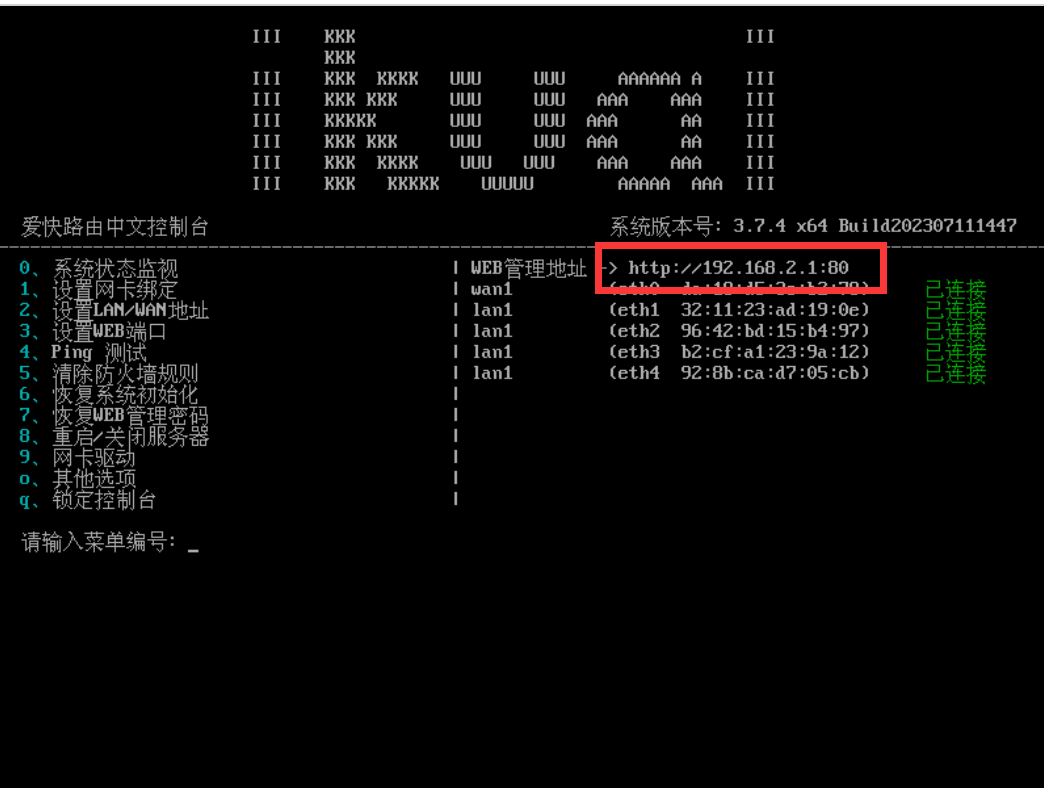 III KKK III
KKK
III KKK KKKK UUU UUU AAAAAA A III
III KKK KKK UUU UUU AAA AAA III
III KKKKK UUU UUU AAA AA III
III KKK KKK UUU UUU AAA AA III
III KKK KKKK UUU UUU AAA AAA III
III KKK KKKKK UUUUU AAAAA AAA III
爱快路由中文控制台 系统版本号: 3.7.4 x64 Build202307111447
0、系统状态监视 | WEB管理地址 -> http://192.168.2.1:80
1、设置网卡绑定 | wan1 (eth0 已连接
2、设置LAN/WAN地址 | lan1 (eth1 32:11:23:ad:19:0e) 已连接
3、设置WEB端口 | lan1 (eth2 96:42:bd:15:b4:97) 已连接
4、Ping 测试 | lan1 (eth3 b2:cf:a1:23:9a:12) 已连接
5、清除防火墙规则 | lan1 (eth4 92:8b:ca:d7:05:cb) 已连接
6、恢复系统初始化 |
7、恢复WEB管理密码 |
8、重启/关闭服务器 |
9、网卡驱动 |
o、其他选项 |
q、锁定控制台 |
请输入菜单编号: _